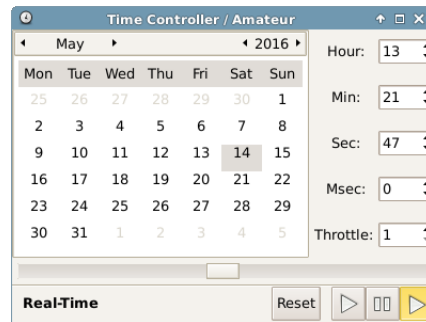 Time Controller / Amateur
May 2016
Mon Tue Wed Thu Fri Sat Sun
25 26 27 28 29 30 1
2 3 4 5 6 7 8
9 10 11 12 13 14 15
16 17 18 19 20 21 22
23 24 25 26 27 28 29
30 31 1 2 3 4 5
Hour: 13
Min: 21
Sec: 47
Msec: 0
Throttle: 1
Real-Time Reset